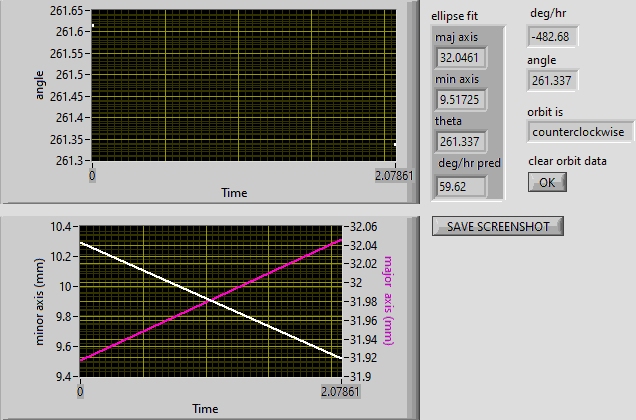 261.65
261.6
261.55
261.5
261.45
261.4
261.35
261.3
angle
0
2.07861
Time
ellipse fit
maj axis
32.0461
min axis
9.51725
theta
261.337
deg/hr pred
59.62
deg/hr
-482.68
angle
261.337
orbit is
counterclockwise
clear orbit data
OK
SAVE SCREENSHOT
10.4
10.2
10
9.8
9.6
9.4
minor axis (mm)
32.06
32.04
32.02
32
31.98
31.96
31.94
31.92
31.9
major axis (mm)
0
2.07861
Time